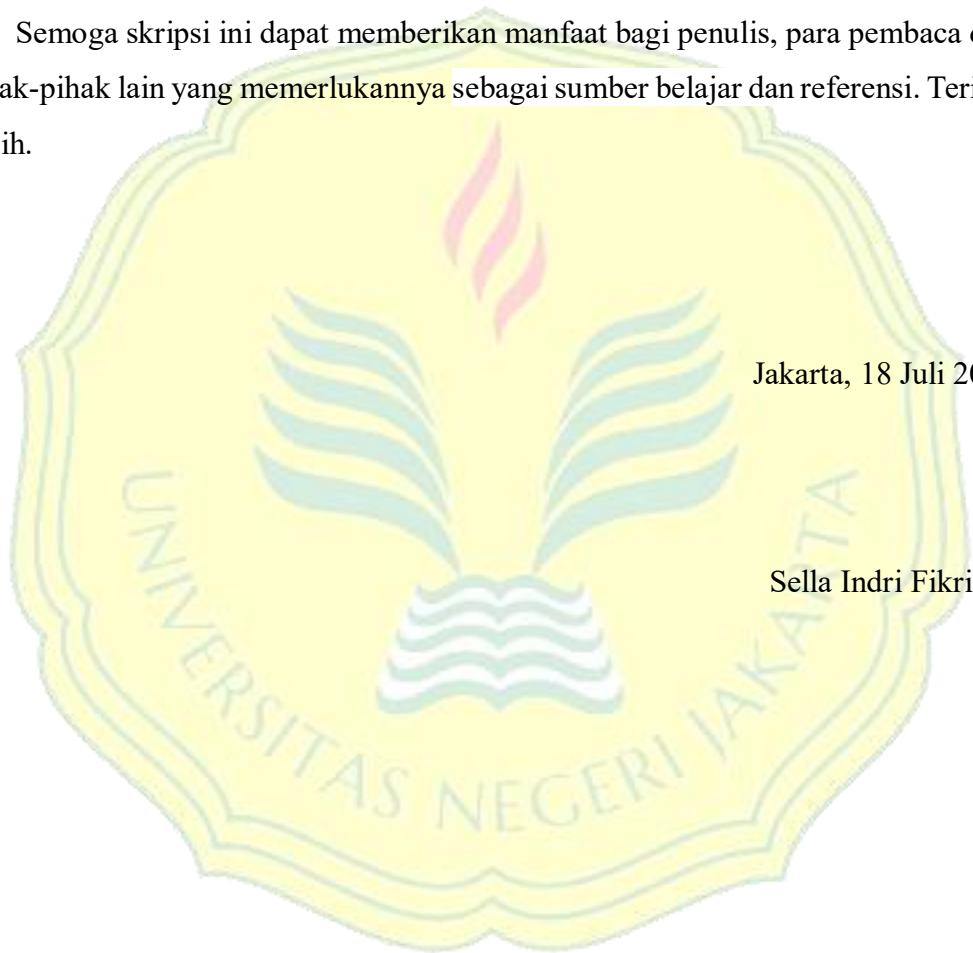 Semoga skripsi ini dapat memberikan manfaat bagi penulis, para pembaca
ak-pihak lain yang memerlukannya sebagai sumber belajar dan referensi. Teri
ih.
Jakarta, 18 Juli 20
Sella Indri Fikri
UNIVERSITAS NEGERI JAKARTA